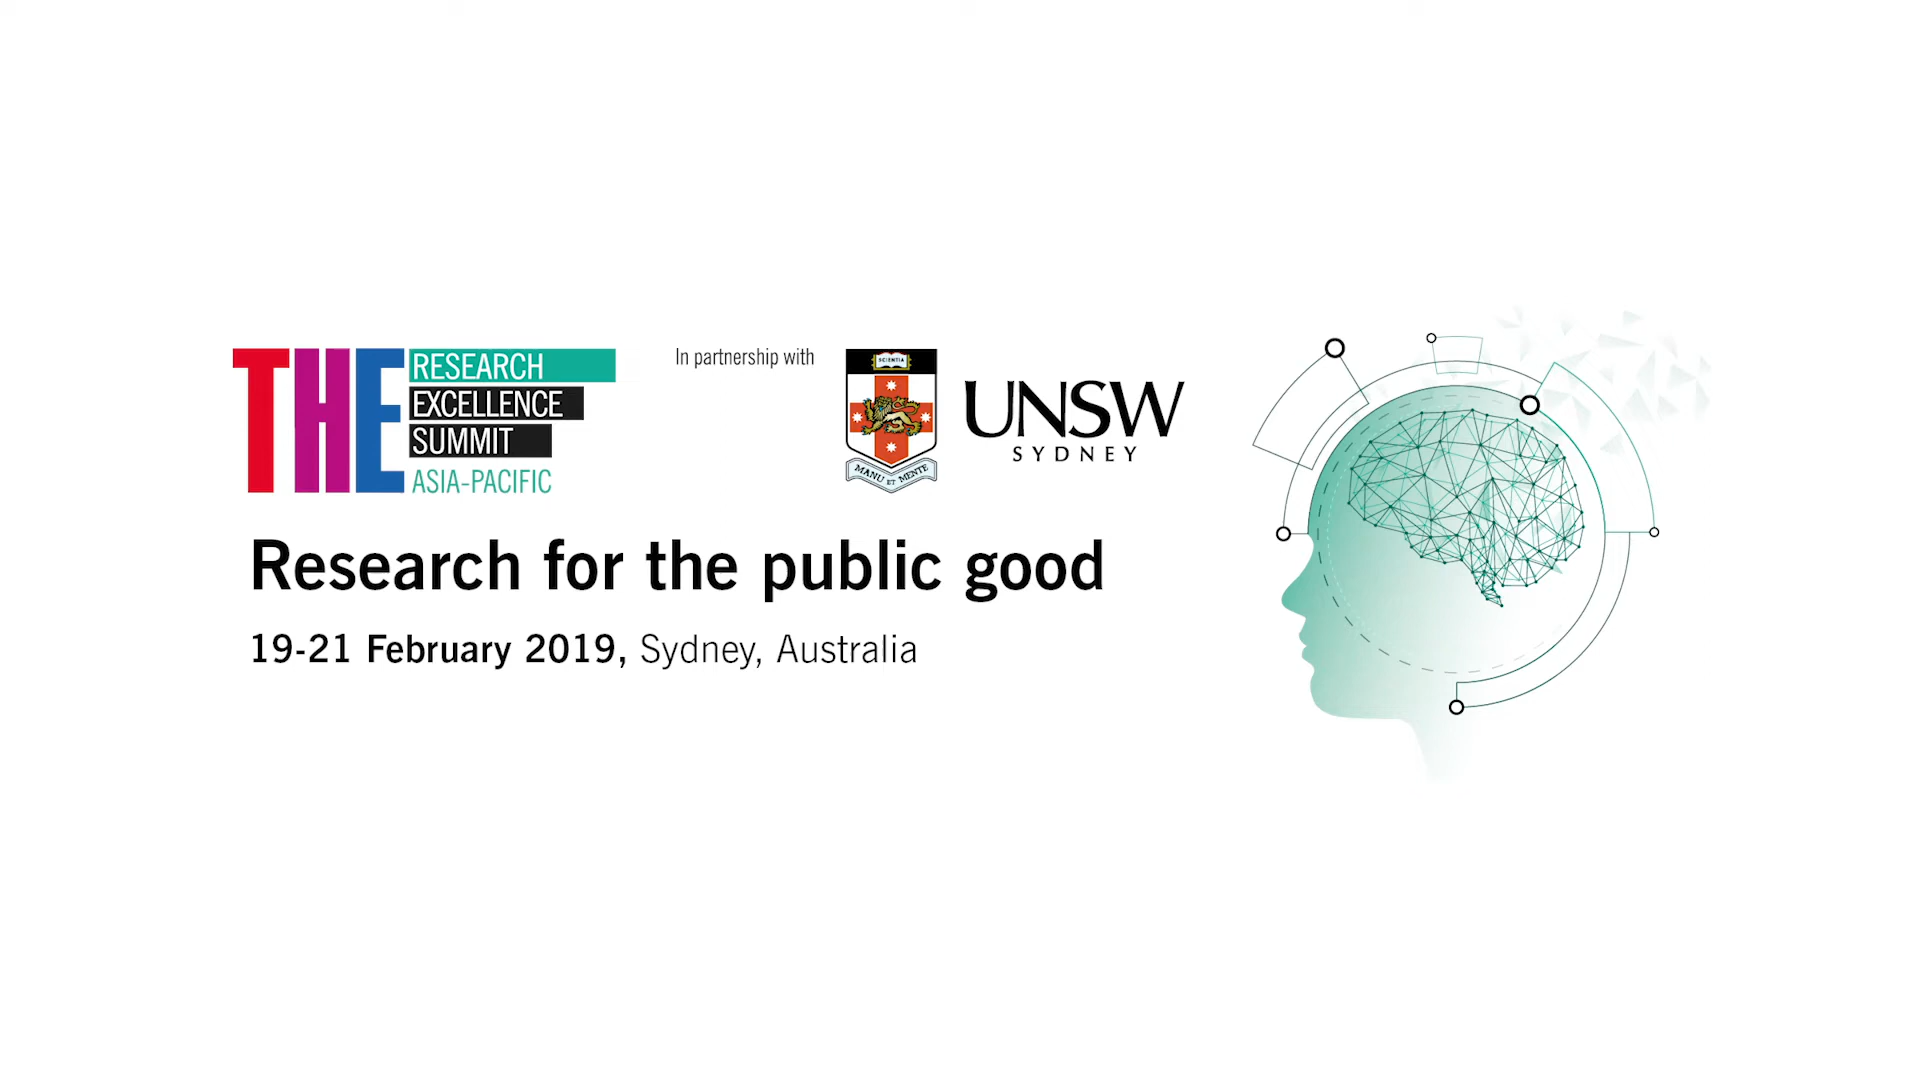 THE
RESEARCH
EXCELLENCE
SUMMIT
ASIA-PACIFIC
In partnership with
SCIENTIA
MANU ET MENTE
UNSW
SYDNEY
Research for the public good
19-21 February 2019, Sydney, Australia